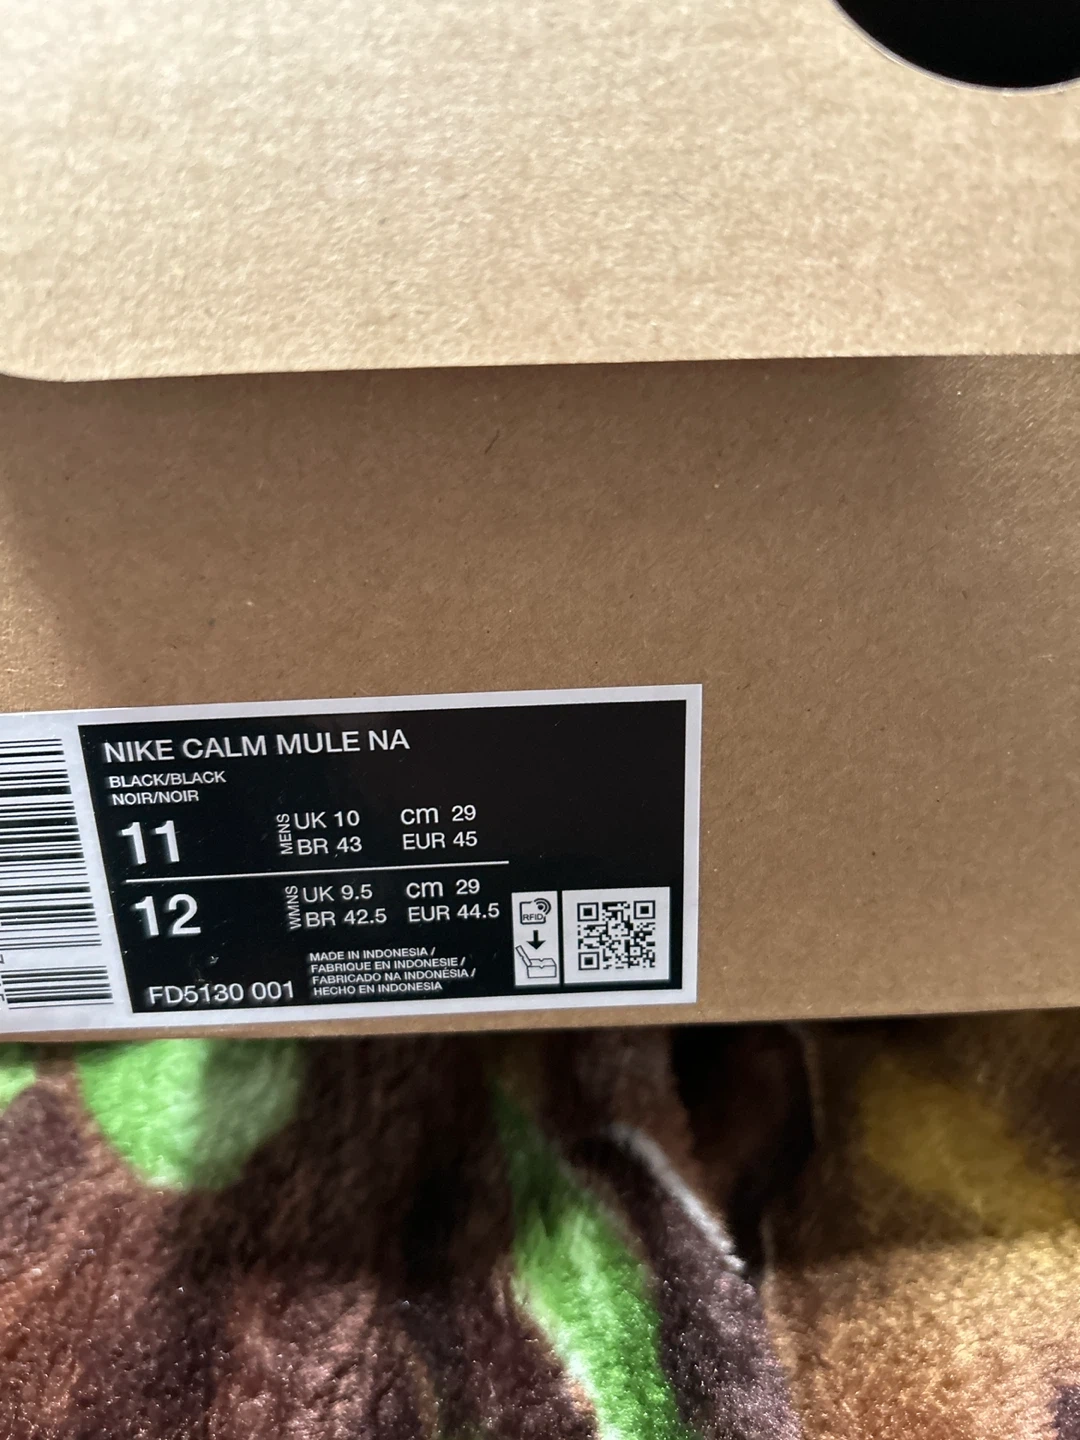 NIKE CALM MULE NA
BLACK/BLACK
NOIR/NOIR
11 MENS UK 10 cm 29
BR 43 EUR 45
12 WMNS UK 9.5 cm 29
BR 42.5 EUR 44.5
RFID
MADE IN INDONESIA /
FABRIQUE EN INDONESIE /
FABRICADO NA INDONÉSIA /
HECHO EN INDONESIA
FD5130 001